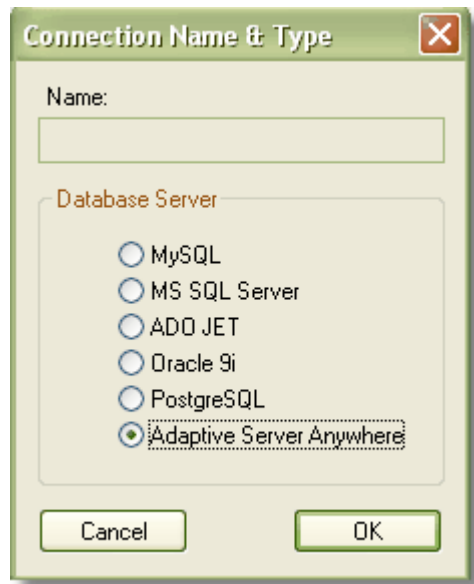 Connection Name & Type
Name:
Database Server
MySQL
MS SQL Server
ADO JET
Oracle 9i
PostgreSQL
Adaptive Server Anywhere
Cancel
OK